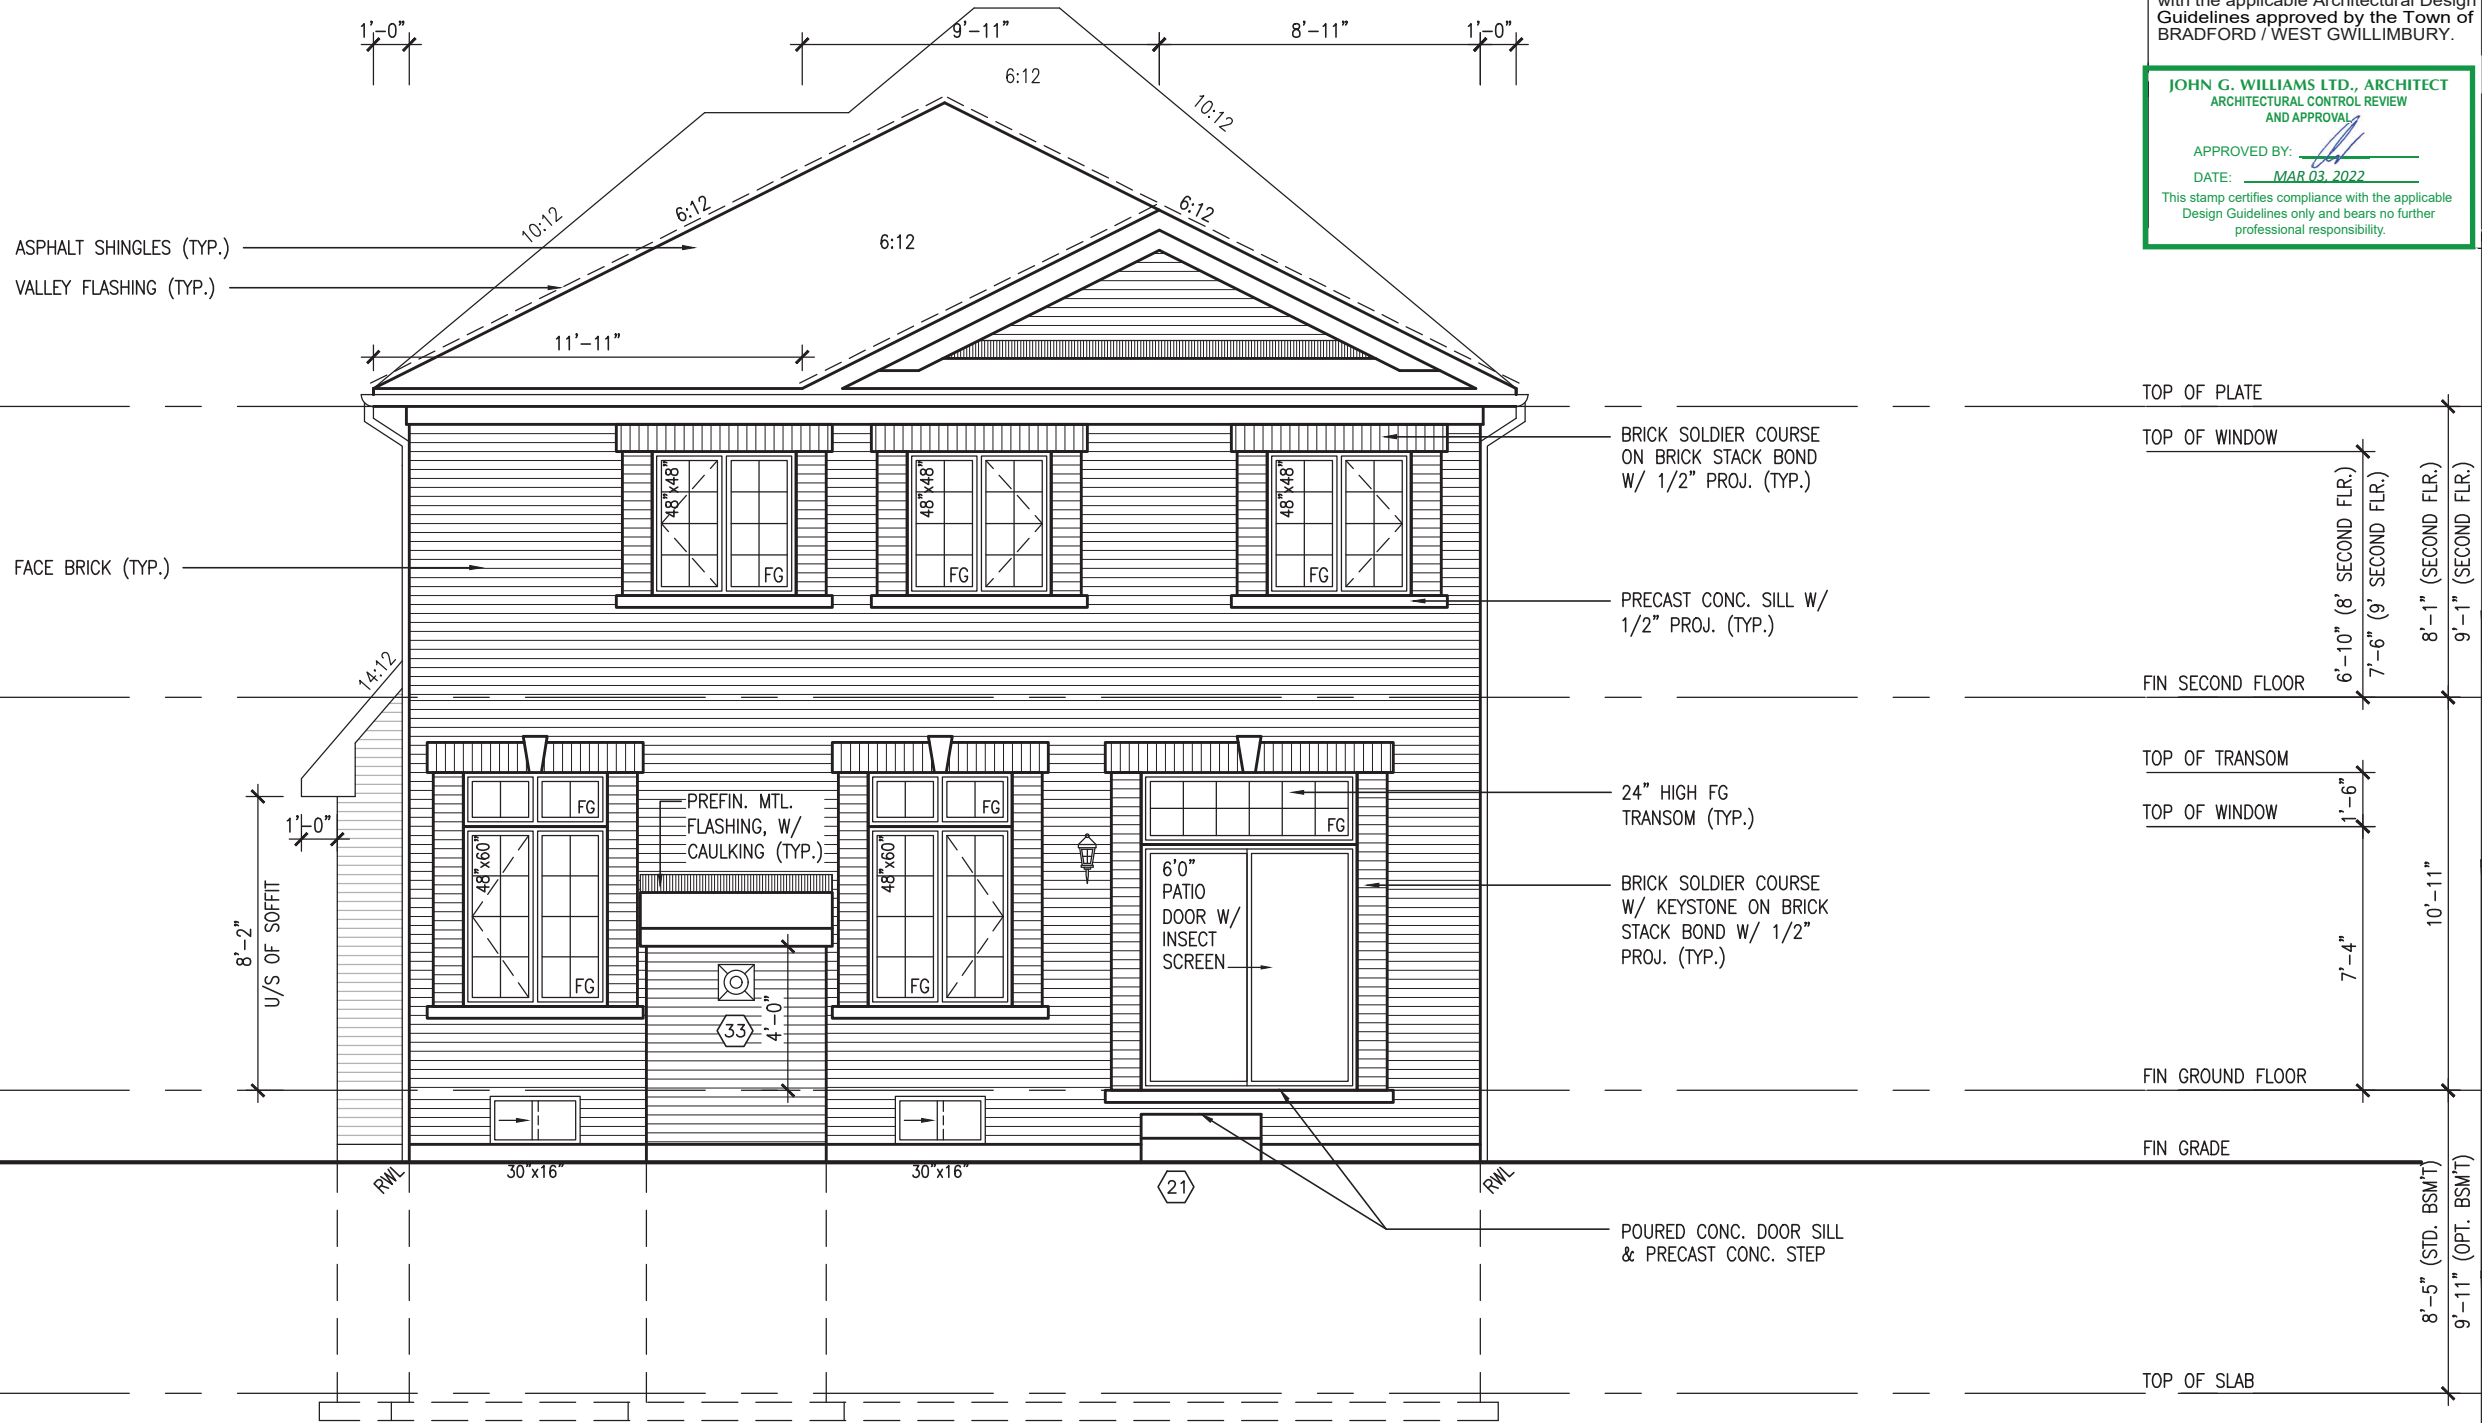 with the applicable Architectural Design
Guidelines approved by the Town of
BRADFORD / WEST GWILLIMBURY.
JOHN G. WILLIAMS LTD., ARCHITECT
ARCHITECTURAL CONTROL REVIEW
AND APPROVAL
APPROVED BY:
DATE: MAR 03, 2022
This stamp certifies compliance with the applicable
Design Guidelines only and bears no further
professional responsibility.
1'-0"
9'-11"
8'-11"
1'-0"
6:12
10:12
10:12
6:12
6:12
6:12
ASPHALT SHINGLES (TYP.)
VALLEY FLASHING (TYP.)
11'-11"
FACE BRICK (TYP.)
48"x48"
FG
48"x48"
FG
48"x48"
FG
BRICK SOLDIER COURSE
ON BRICK STACK BOND
W/ 1/2" PROJ. (TYP.)
PRECAST CONC. SILL W/
1/2" PROJ. (TYP.)
TOP OF PLATE
TOP OF WINDOW
6'-10" (8' SECOND FLR.)
7'-6" (9' SECOND FLR.)
8'-1" (SECOND FLR.)
9'-1" (SECOND FLR.)
FIN SECOND FLOOR
14:12
1'-0"
8'-2"
U/S OF SOFFIT
FG
48"x60"
FG
PREFIN. MTL.
FLASHING, W/
CAULKING (TYP.)
33
4'-0"
FG
48"x60"
FG
FG
6'0"
PATIO
DOOR W/
INSECT
SCREEN
24" HIGH FG
TRANSOM (TYP.)
BRICK SOLDIER COURSE
W/ KEYSTONE ON BRICK
STACK BOND W/ 1/2"
PROJ. (TYP.)
TOP OF TRANSOM
TOP OF WINDOW
1'-6"
7'-4"
10'-11"
FIN GROUND FLOOR
FIN GRADE
RWL
30"x16"
30"x16"
21
RWL
POURED CONC. DOOR SILL
& PRECAST CONC. STEP
8'-5" (STD. BSM'T)
9'-11" (OPT. BSM'T)
TOP OF SLAB